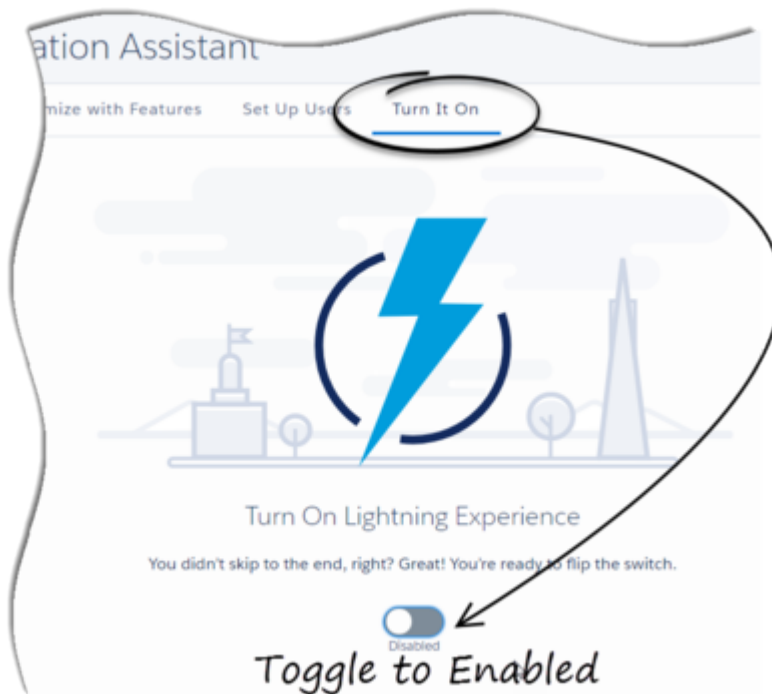 ation Assistant
mize with Features Set Up Users Turn It On
Turn On Lightning Experience
You didn't skip to the end, right? Great! You're ready to flip the switch.
Disabled
Toggle to Enabled